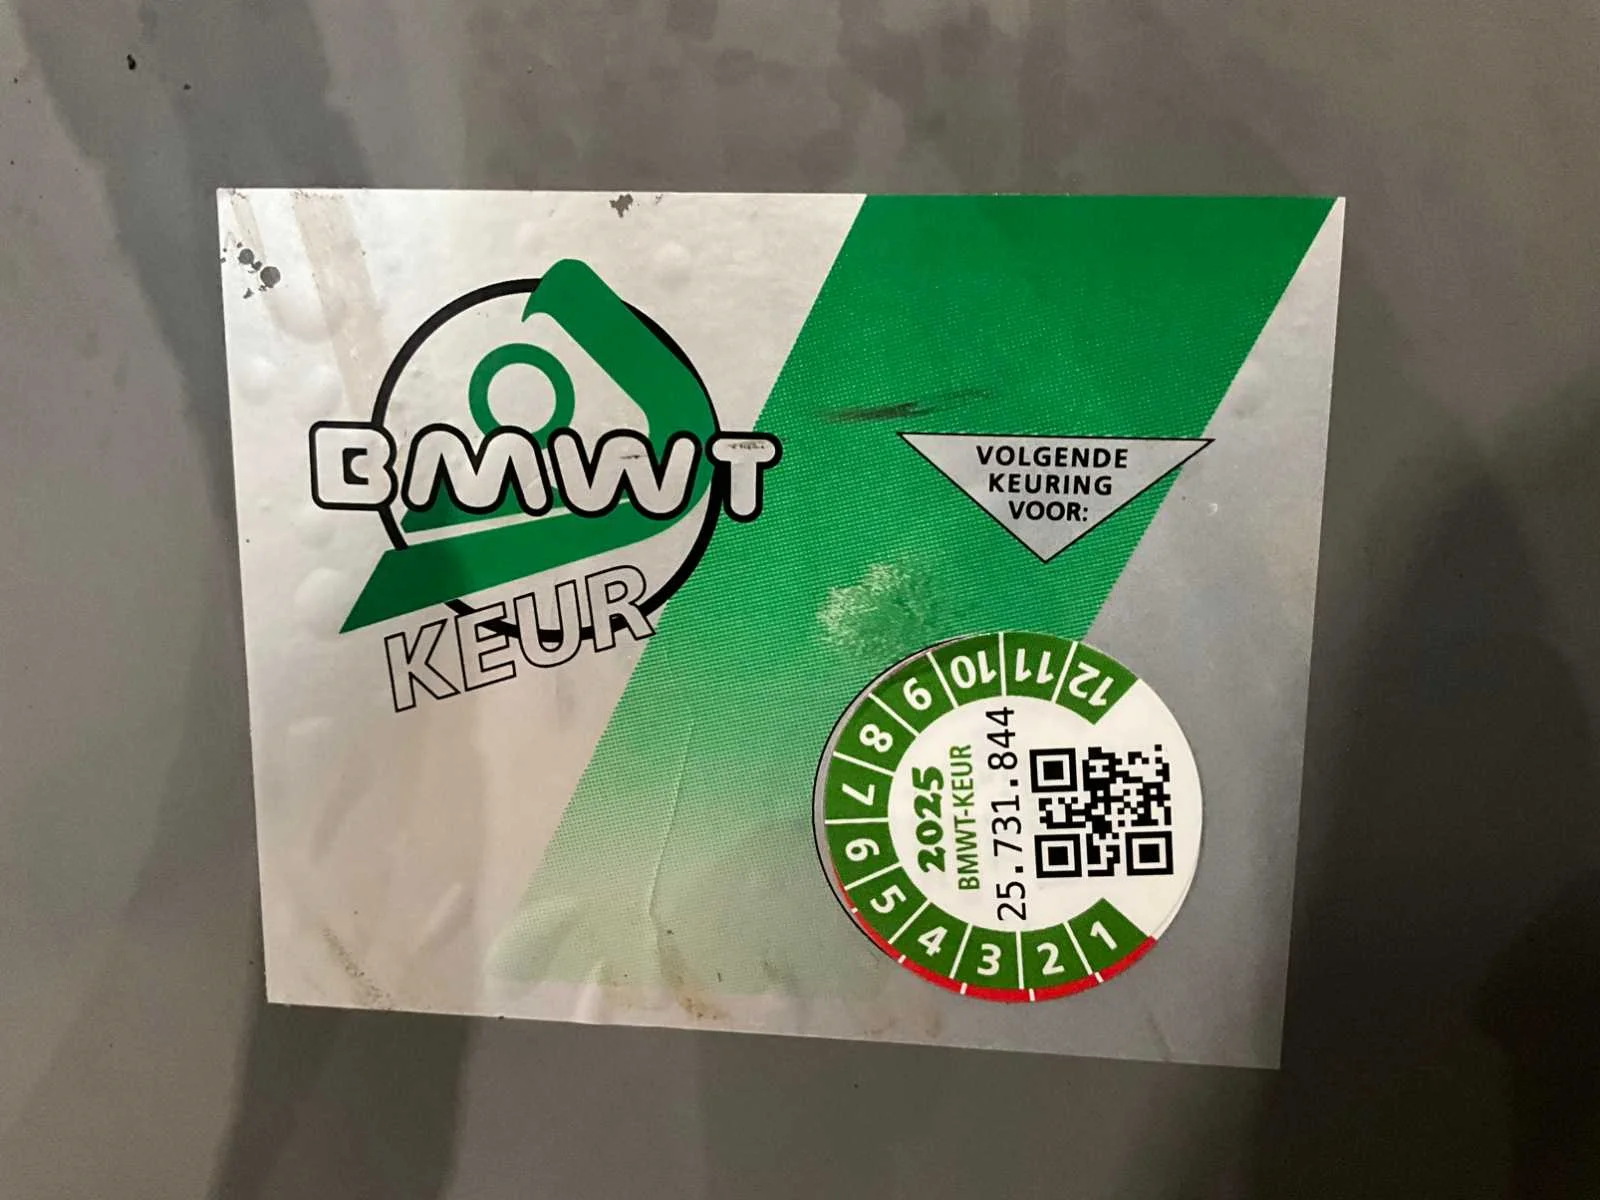 BMWT
KEUR
VOLGENDE
KEURING
VOOR:
1 2 3 4 5 6 7 8 9 10 11 12
2025
BMWT-KEUR
25.731.844